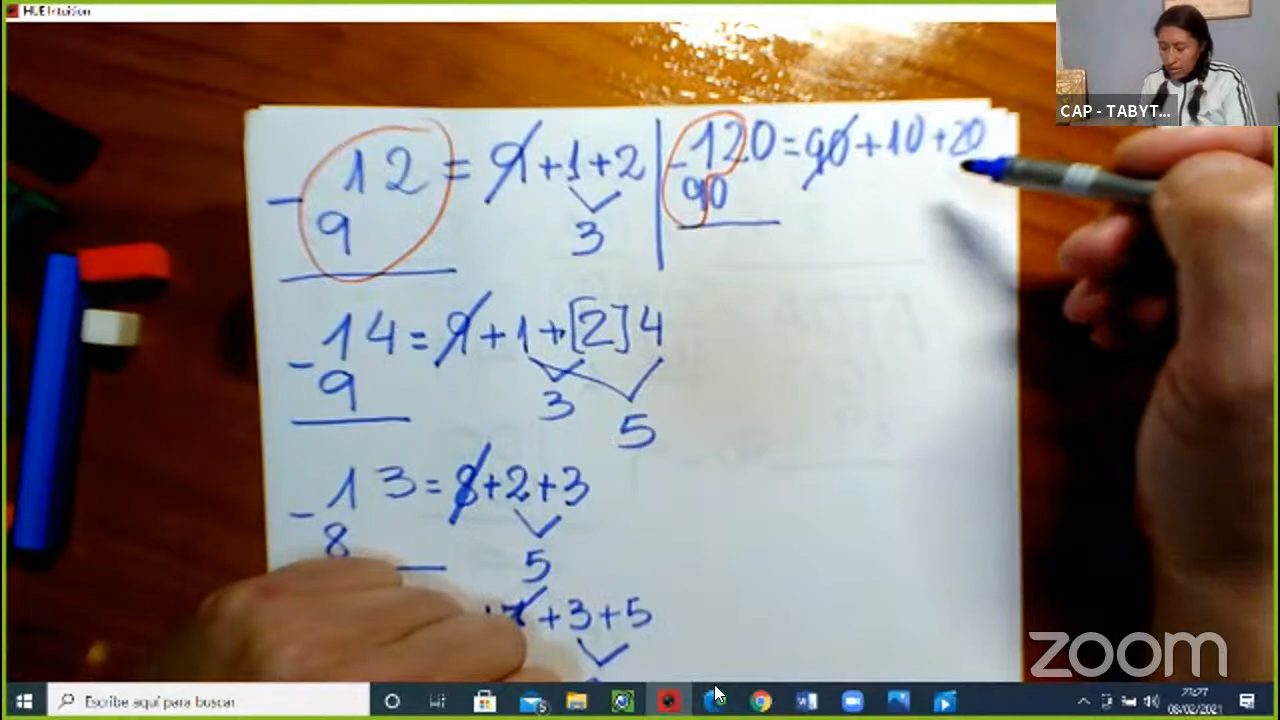 HUE Intuition
CAP - TABYT...
- 12 = 9 + 1 + 2
9
3
- 120 = 90 + 10 + 20
90
- 14 = 9 + 1 + [2] 4
9
3
5
- 13 = 8 + 2 + 3
8
5
+ 3 + 5
zoom
Escribe aquí para buscar
08/02/2021